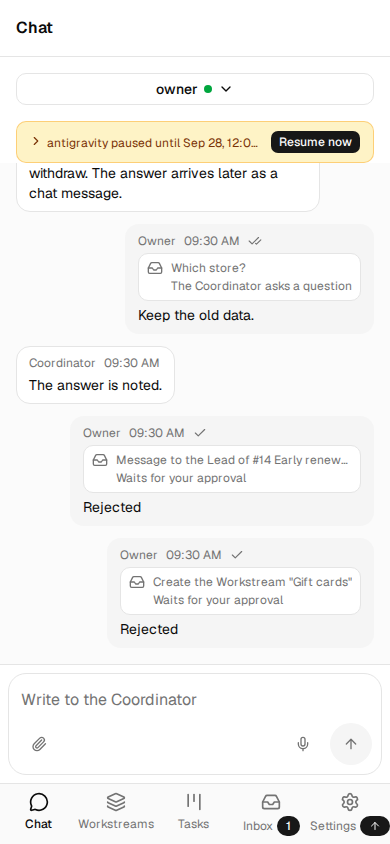 Chat
owner
antigravity paused until Sep 28, 12:0...
Resume now
withdraw. The answer arrives later as a
chat message.
Owner 09:30 AM
Which store?
The Coordinator asks a question
Keep the old data.
Coordinator 09:30 AM
The answer is noted.
Owner 09:30 AM
Message to the Lead of #14 Early renew...
Waits for your approval
Rejected
Owner 09:30 AM
Create the Workstream "Gift cards"
Waits for your approval
Rejected
Write to the Coordinator
Chat
Workstreams
Tasks
Inbox 1
Settings